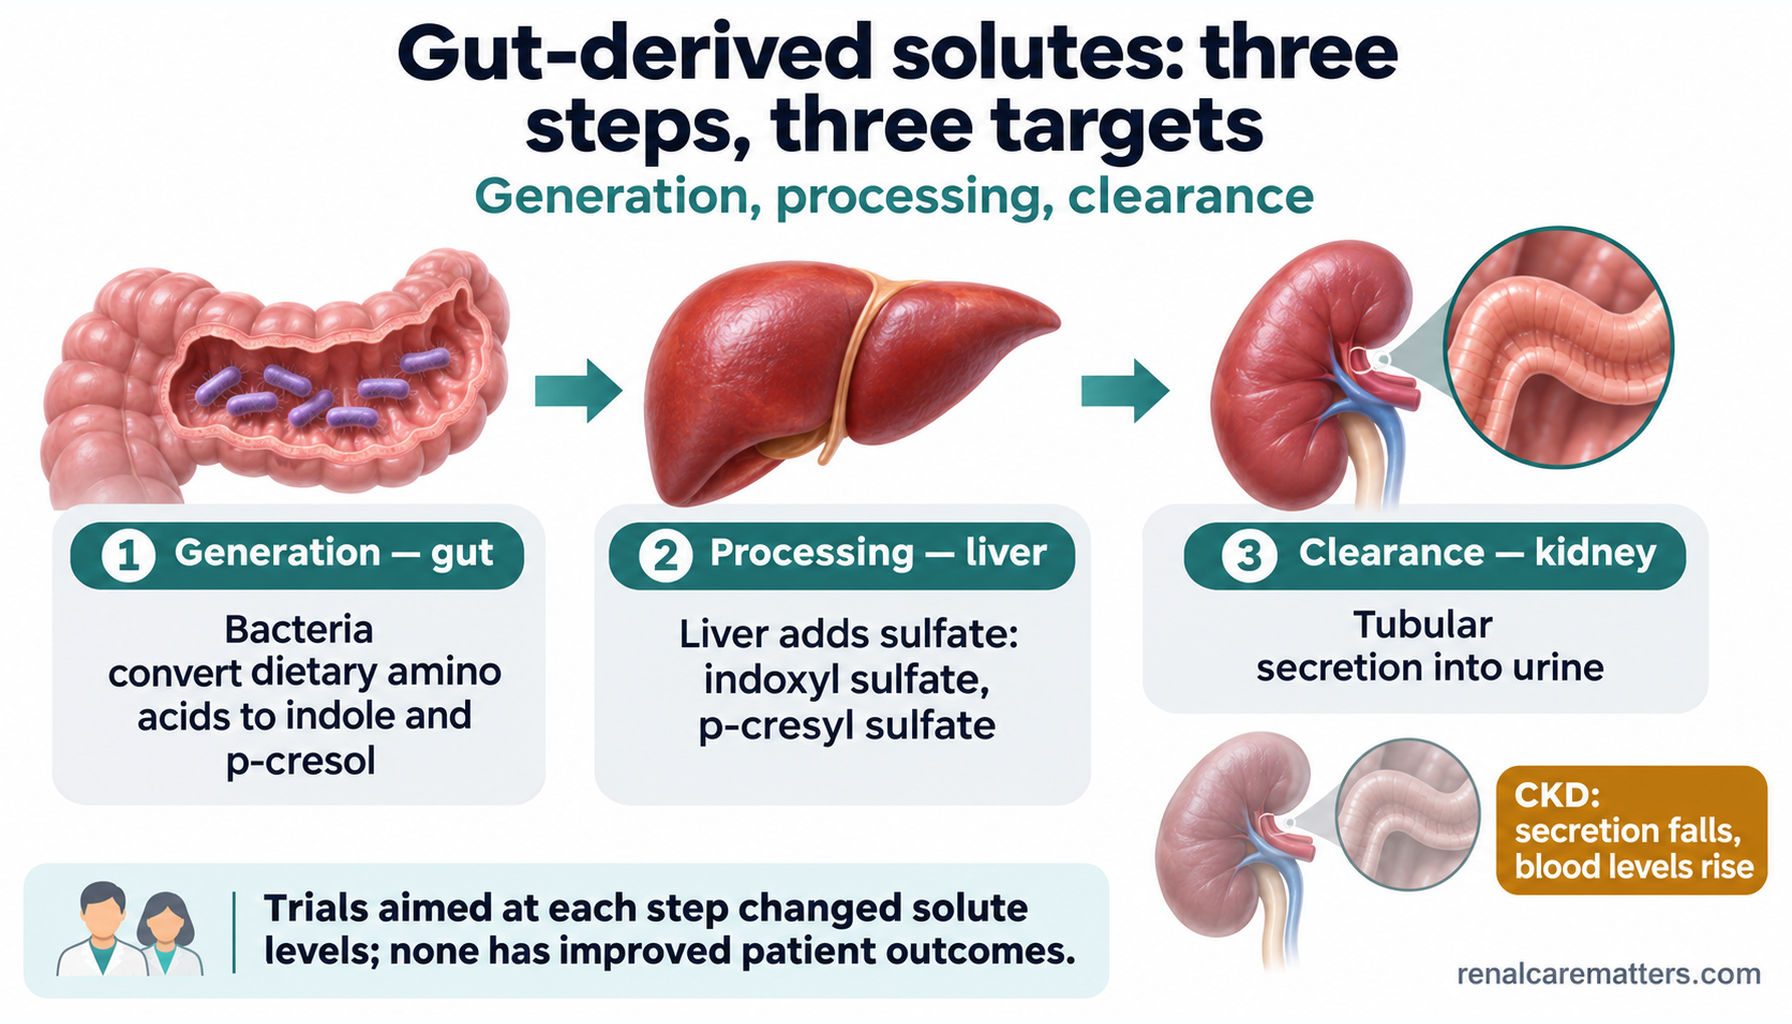 Gut-derived solutes: three
steps, three targets
Generation, processing, clearance
1 Generation — gut
Bacteria
convert dietary amino
acids to indole and
p-cresol
2 Processing — liver
Liver adds sulfate:
indoxyl sulfate,
p-cresyl sulfate
3 Clearance — kidney
Tubular
secretion into urine
CKD:
secretion falls,
blood levels rise
Trials aimed at each step changed solute
levels; none has improved patient outcomes.
renalcarematters.com